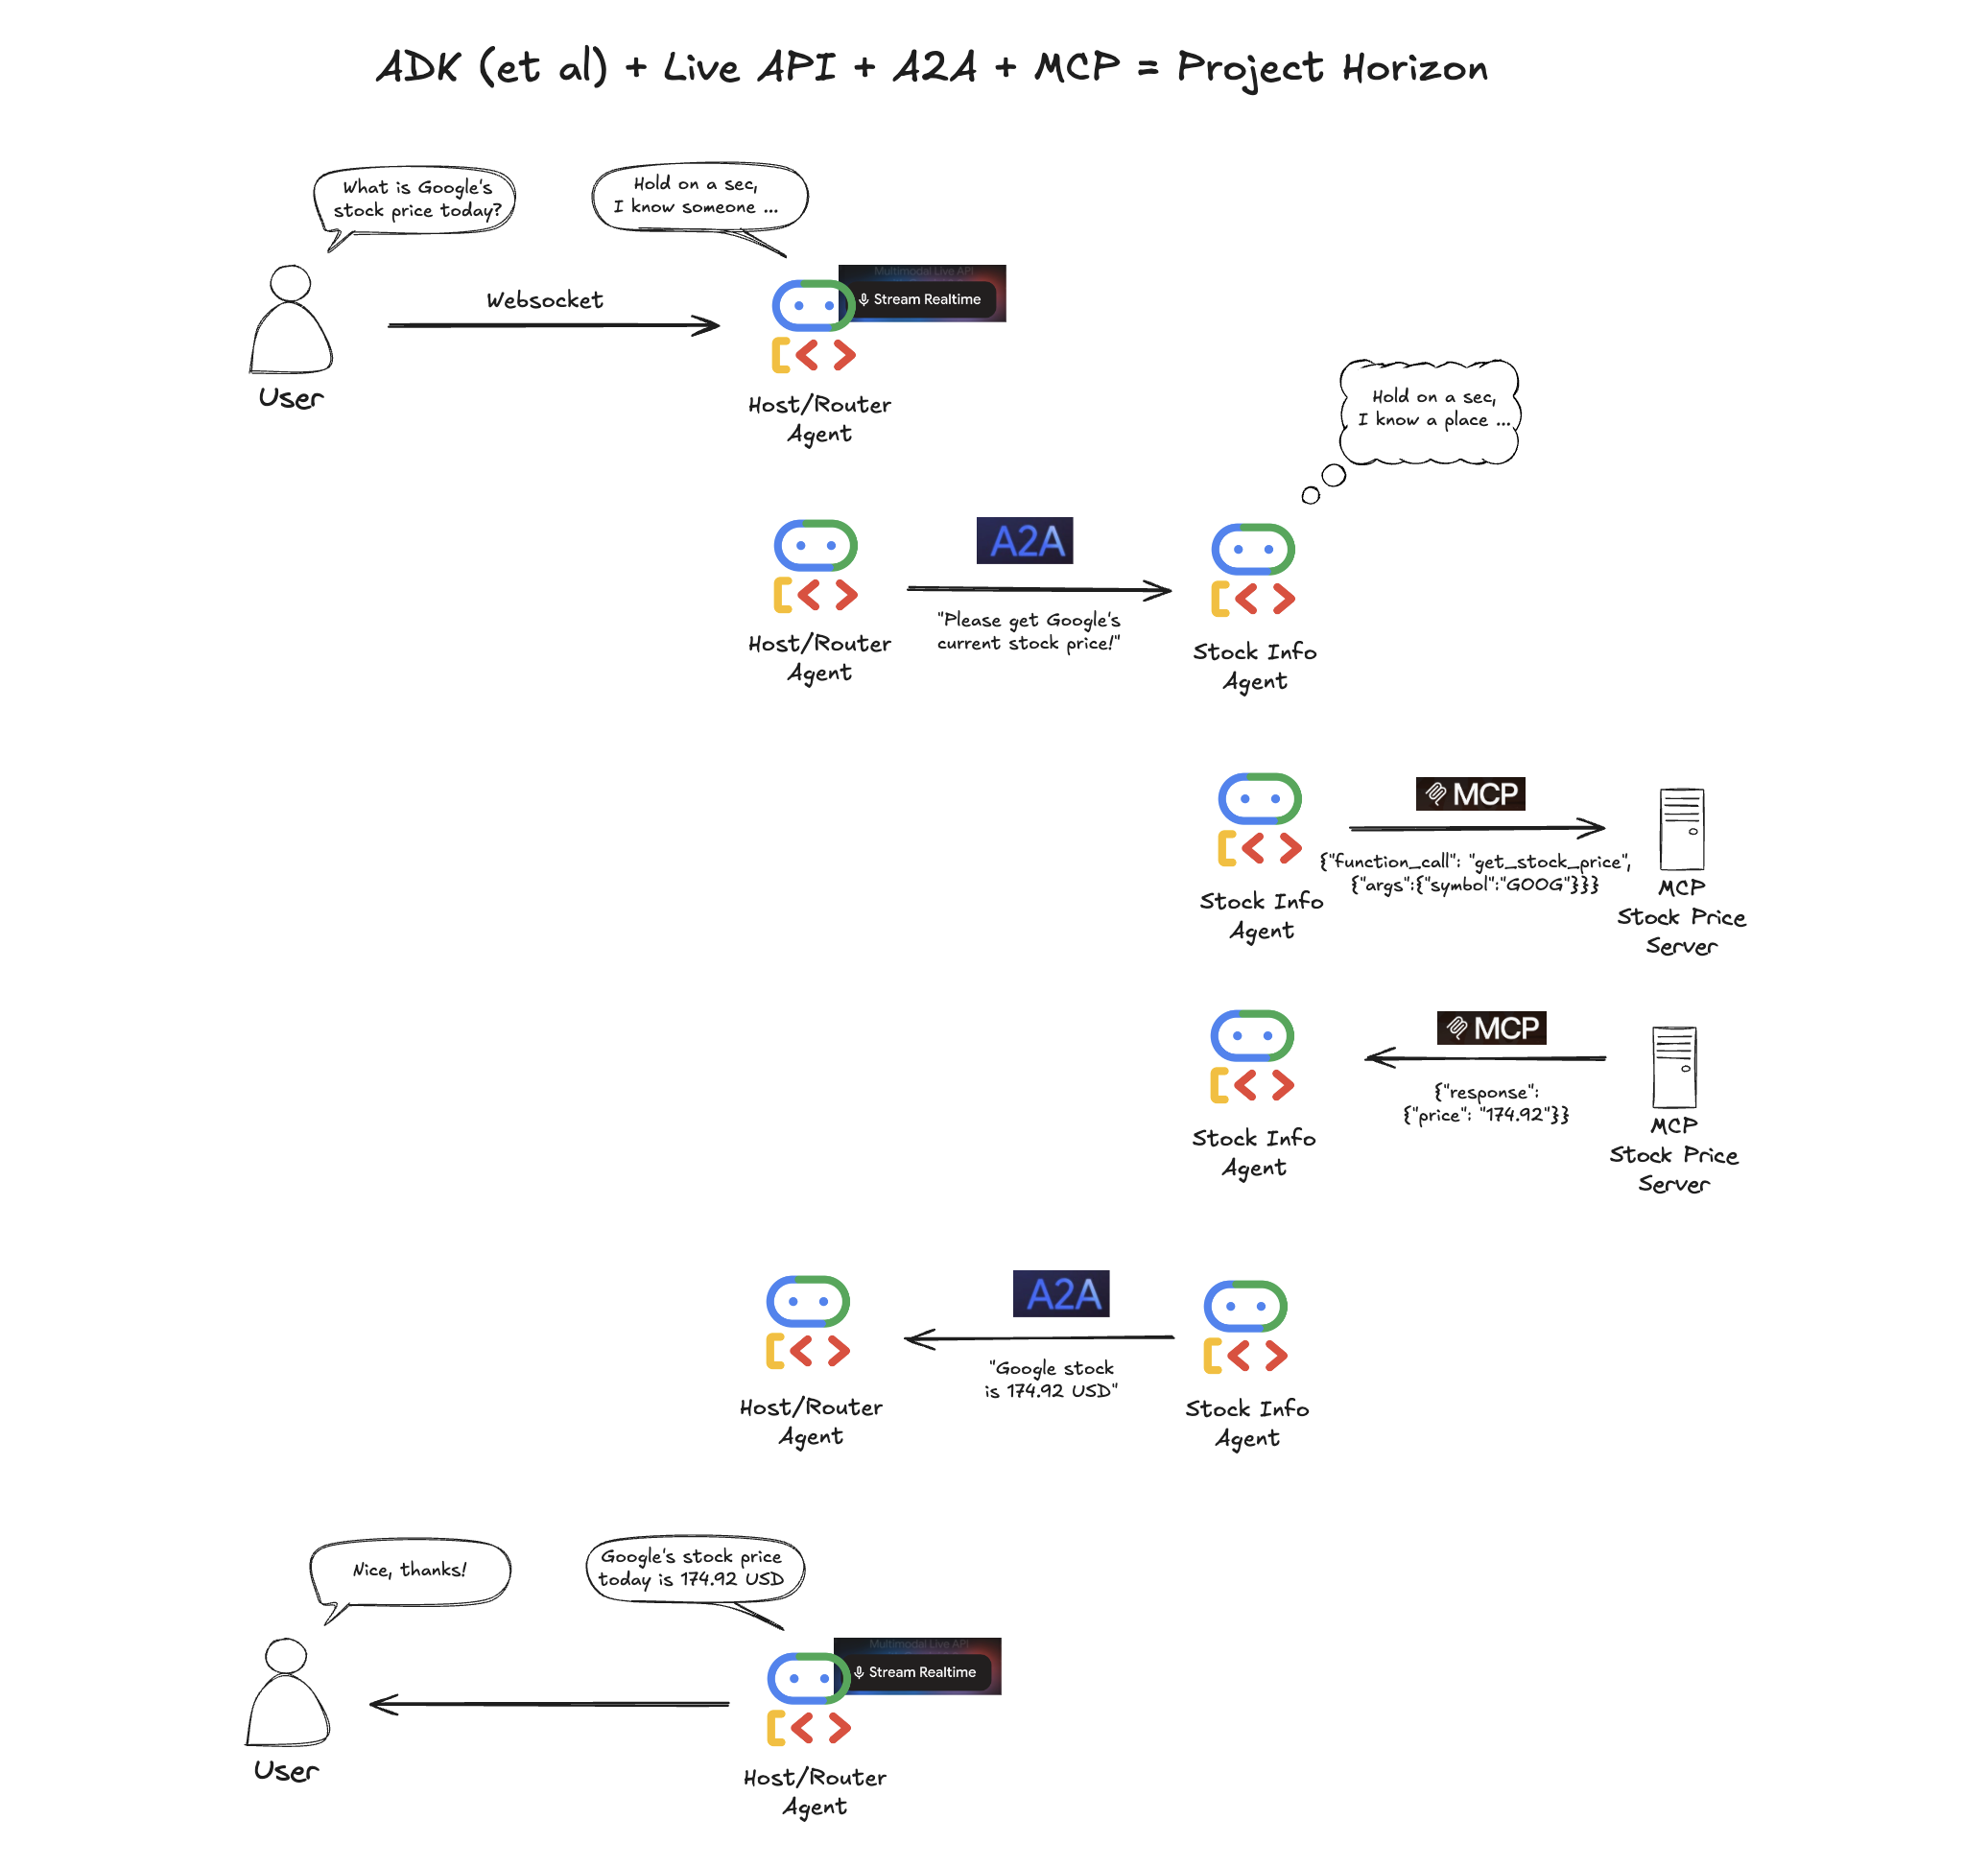 ADK (et al) + Live API + A2A + MCP = Project Horizon
What is Google's
stock price today?
Hold on a sec,
I know someone ...
Websocket
Multimodal Live API
Stream Realtime
User
Host/Router
Agent
Hold on a sec,
I know a place ...
A2A
"Please get Google's
current stock price!"
Host/Router
Agent
Stock Info
Agent
MCP
{"function_call": "get_stock_price",
{"args":{"symbol":"GOOG"}}}
Stock Info
Agent
MCP
Stock Price
Server
MCP
{"response":
{"price": "174.92"}}
Stock Info
Agent
MCP
Stock Price
Server
A2A
"Google stock
is 174.92 USD"
Host/Router
Agent
Stock Info
Agent
Nice, thanks!
Google's stock price
today is 174.92 USD
Multimodal Live API
Stream Realtime
User
Host/Router
Agent